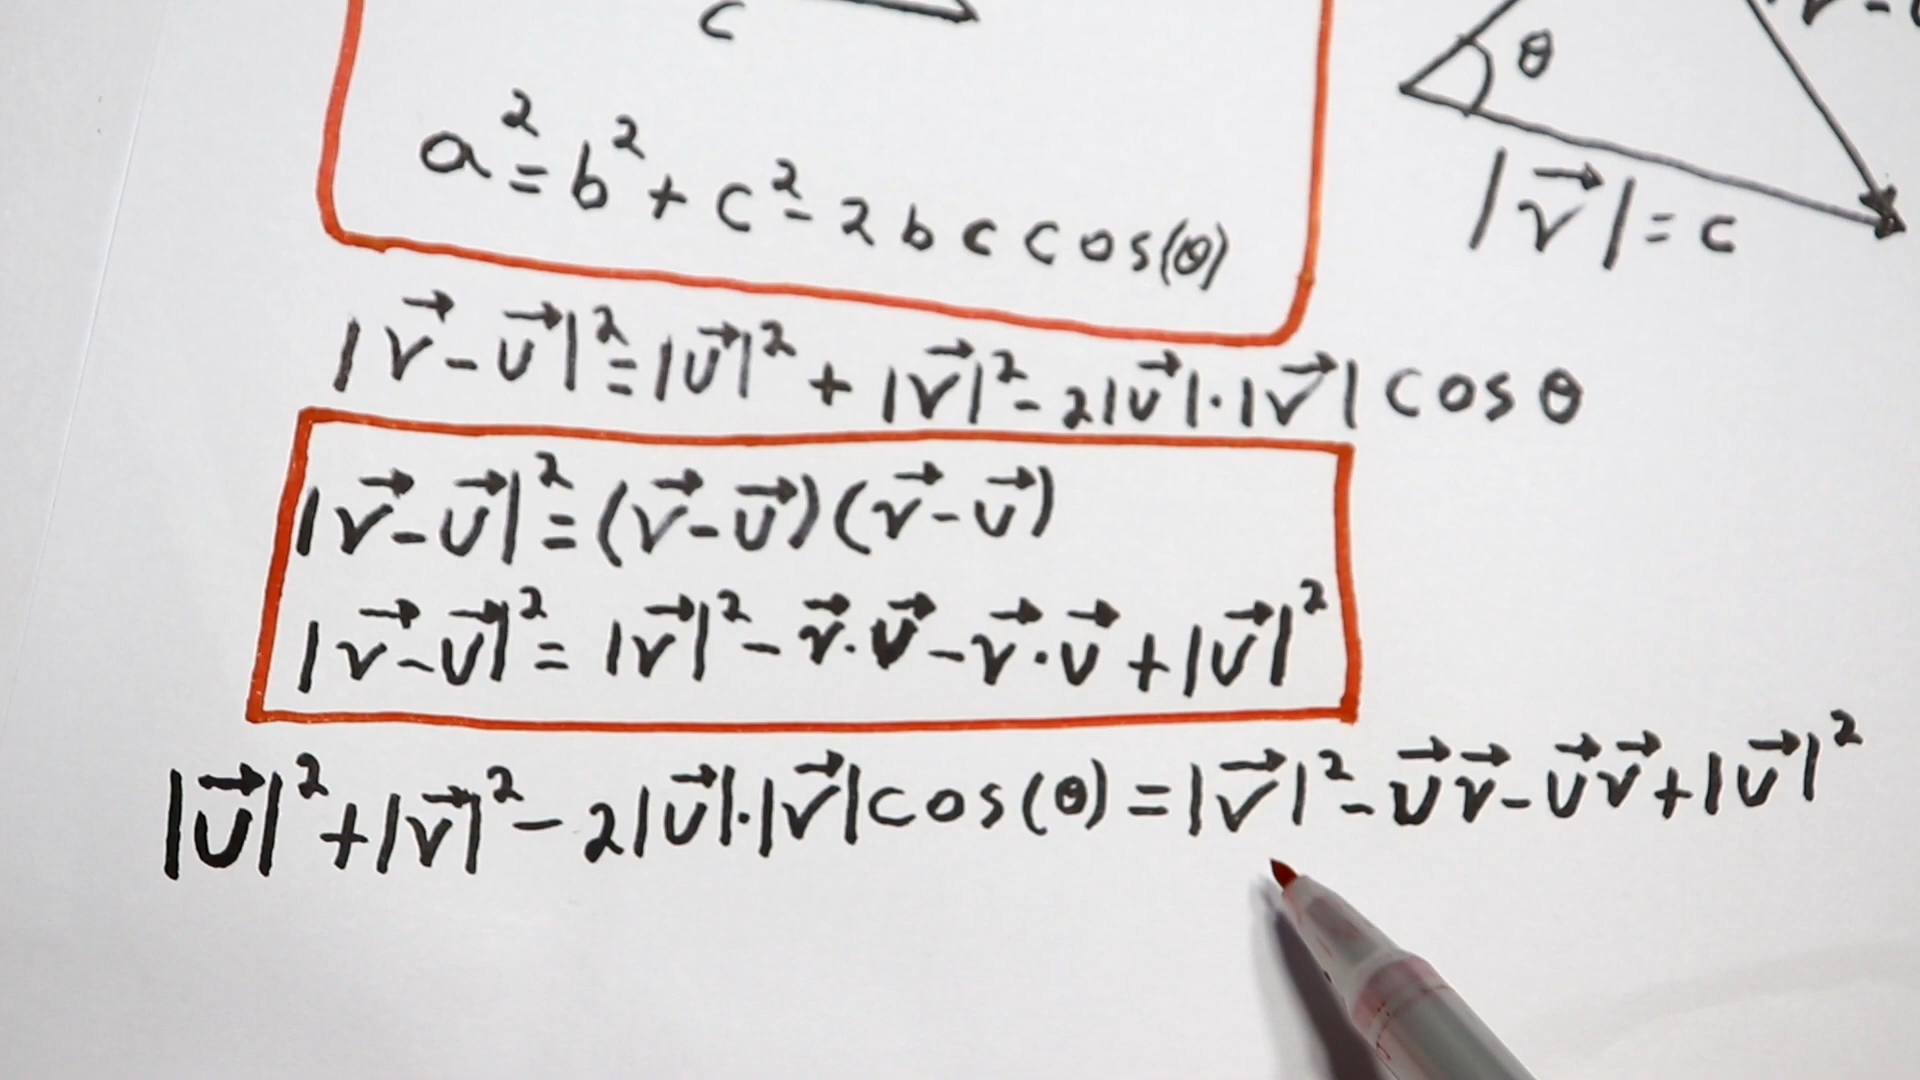 c
θ
a² = b² + c² - 2bc cos(θ)
|v⃗| = c
|v⃗ - u⃗|² = |u⃗|² + |v⃗|² - 2|u⃗|·|v⃗| cos θ
|v⃗ - u⃗|² = (v⃗ - u⃗)(v⃗ - u⃗)
|v⃗ - u⃗|² = |v⃗|² - v⃗·u⃗ - v⃗·u⃗ + |u⃗|²
|u⃗|² + |v⃗|² - 2|u⃗|·|v⃗| cos(θ) = |v⃗|² - u⃗v⃗ - u⃗v⃗ + |u⃗|²